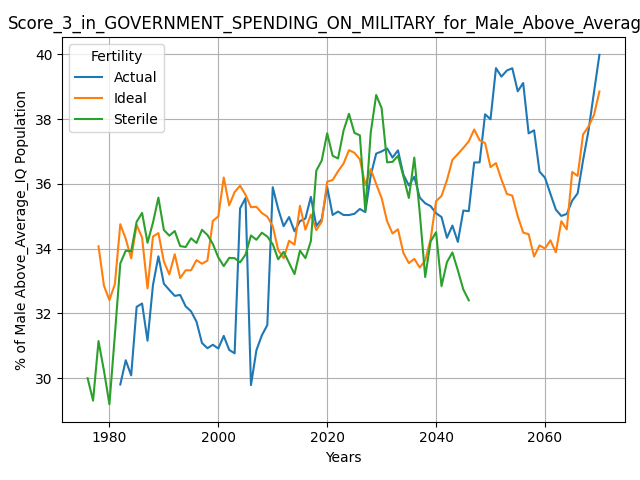 Score_3_in_GOVERNMENT_SPENDING_ON_MILITARY_for_Male_Above_Averag
Fertility
Actual
Ideal
Sterile
% of Male Above_Average_IQ Population
40
38
36
34
32
30
1980
2000
2020
2040
2060
Years